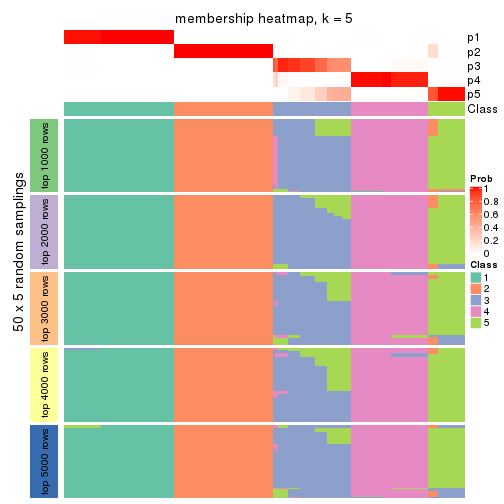 membership heatmap, k = 5
p1
p2
p3
p4
p5
Class
50 x 5 random samplings
top 1000 rows
top 2000 rows
top 3000 rows
top 4000 rows
top 5000 rows
Prob
1
0.8
0.6
0.4
0.2
0
Class
1
2
3
4
5